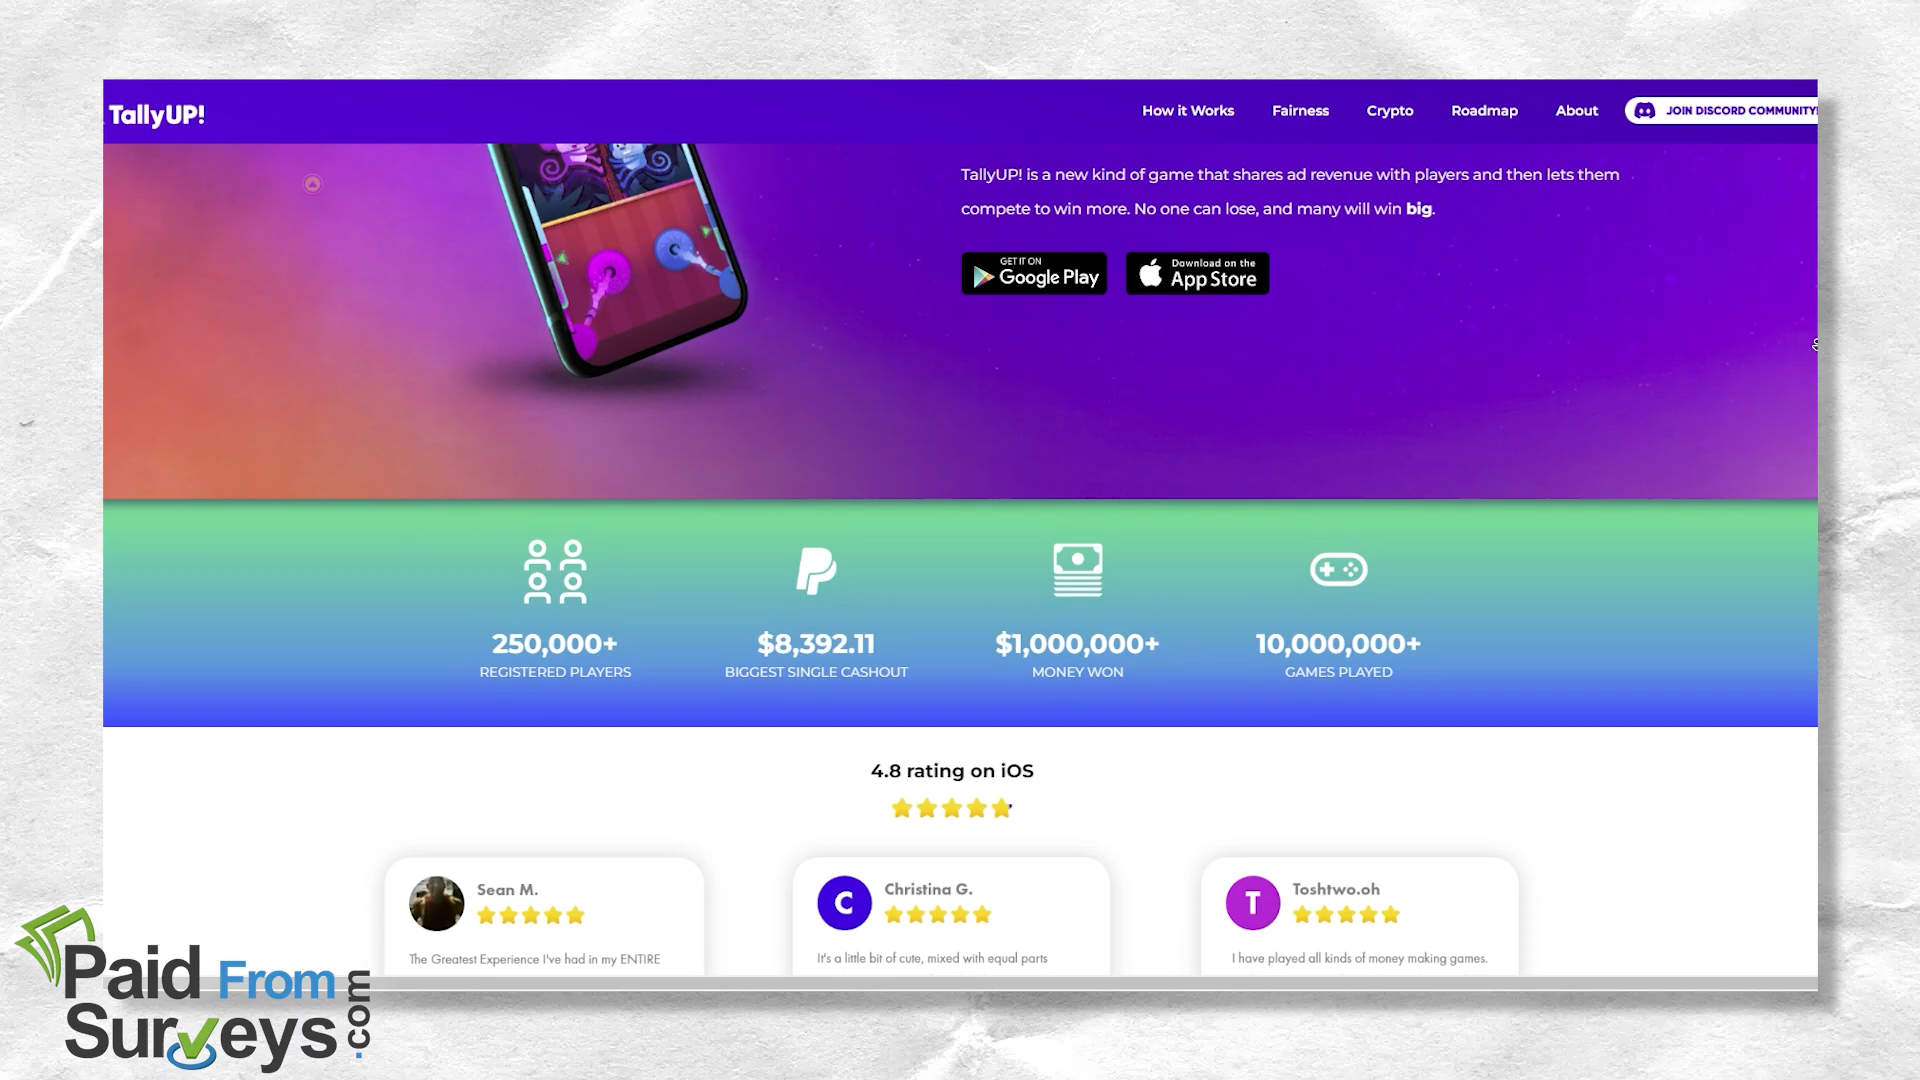 TallyUP!
How it Works
Fairness
Crypto
Roadmap
About
JOIN DISCORD COMMUNITY!
TallyUP! is a new kind of game that shares ad revenue with players and then lets them
compete to win more. No one can lose, and many will win big.
GET IT ON
Google Play
Download on the
App Store
250,000+
REGISTERED PLAYERS
$8,392.11
BIGGEST SINGLE CASHOUT
$1,000,000+
MONEY WON
10,000,000+
GAMES PLAYED
4.8 rating on iOS
Sean M.
The Greatest Experience I've had in my ENTIRE
C
Christina G.
It's a little bit of cute, mixed with equal parts
T
Toshtwo.oh
I have played all kinds of money making games.
Paid From
Surveys
.com